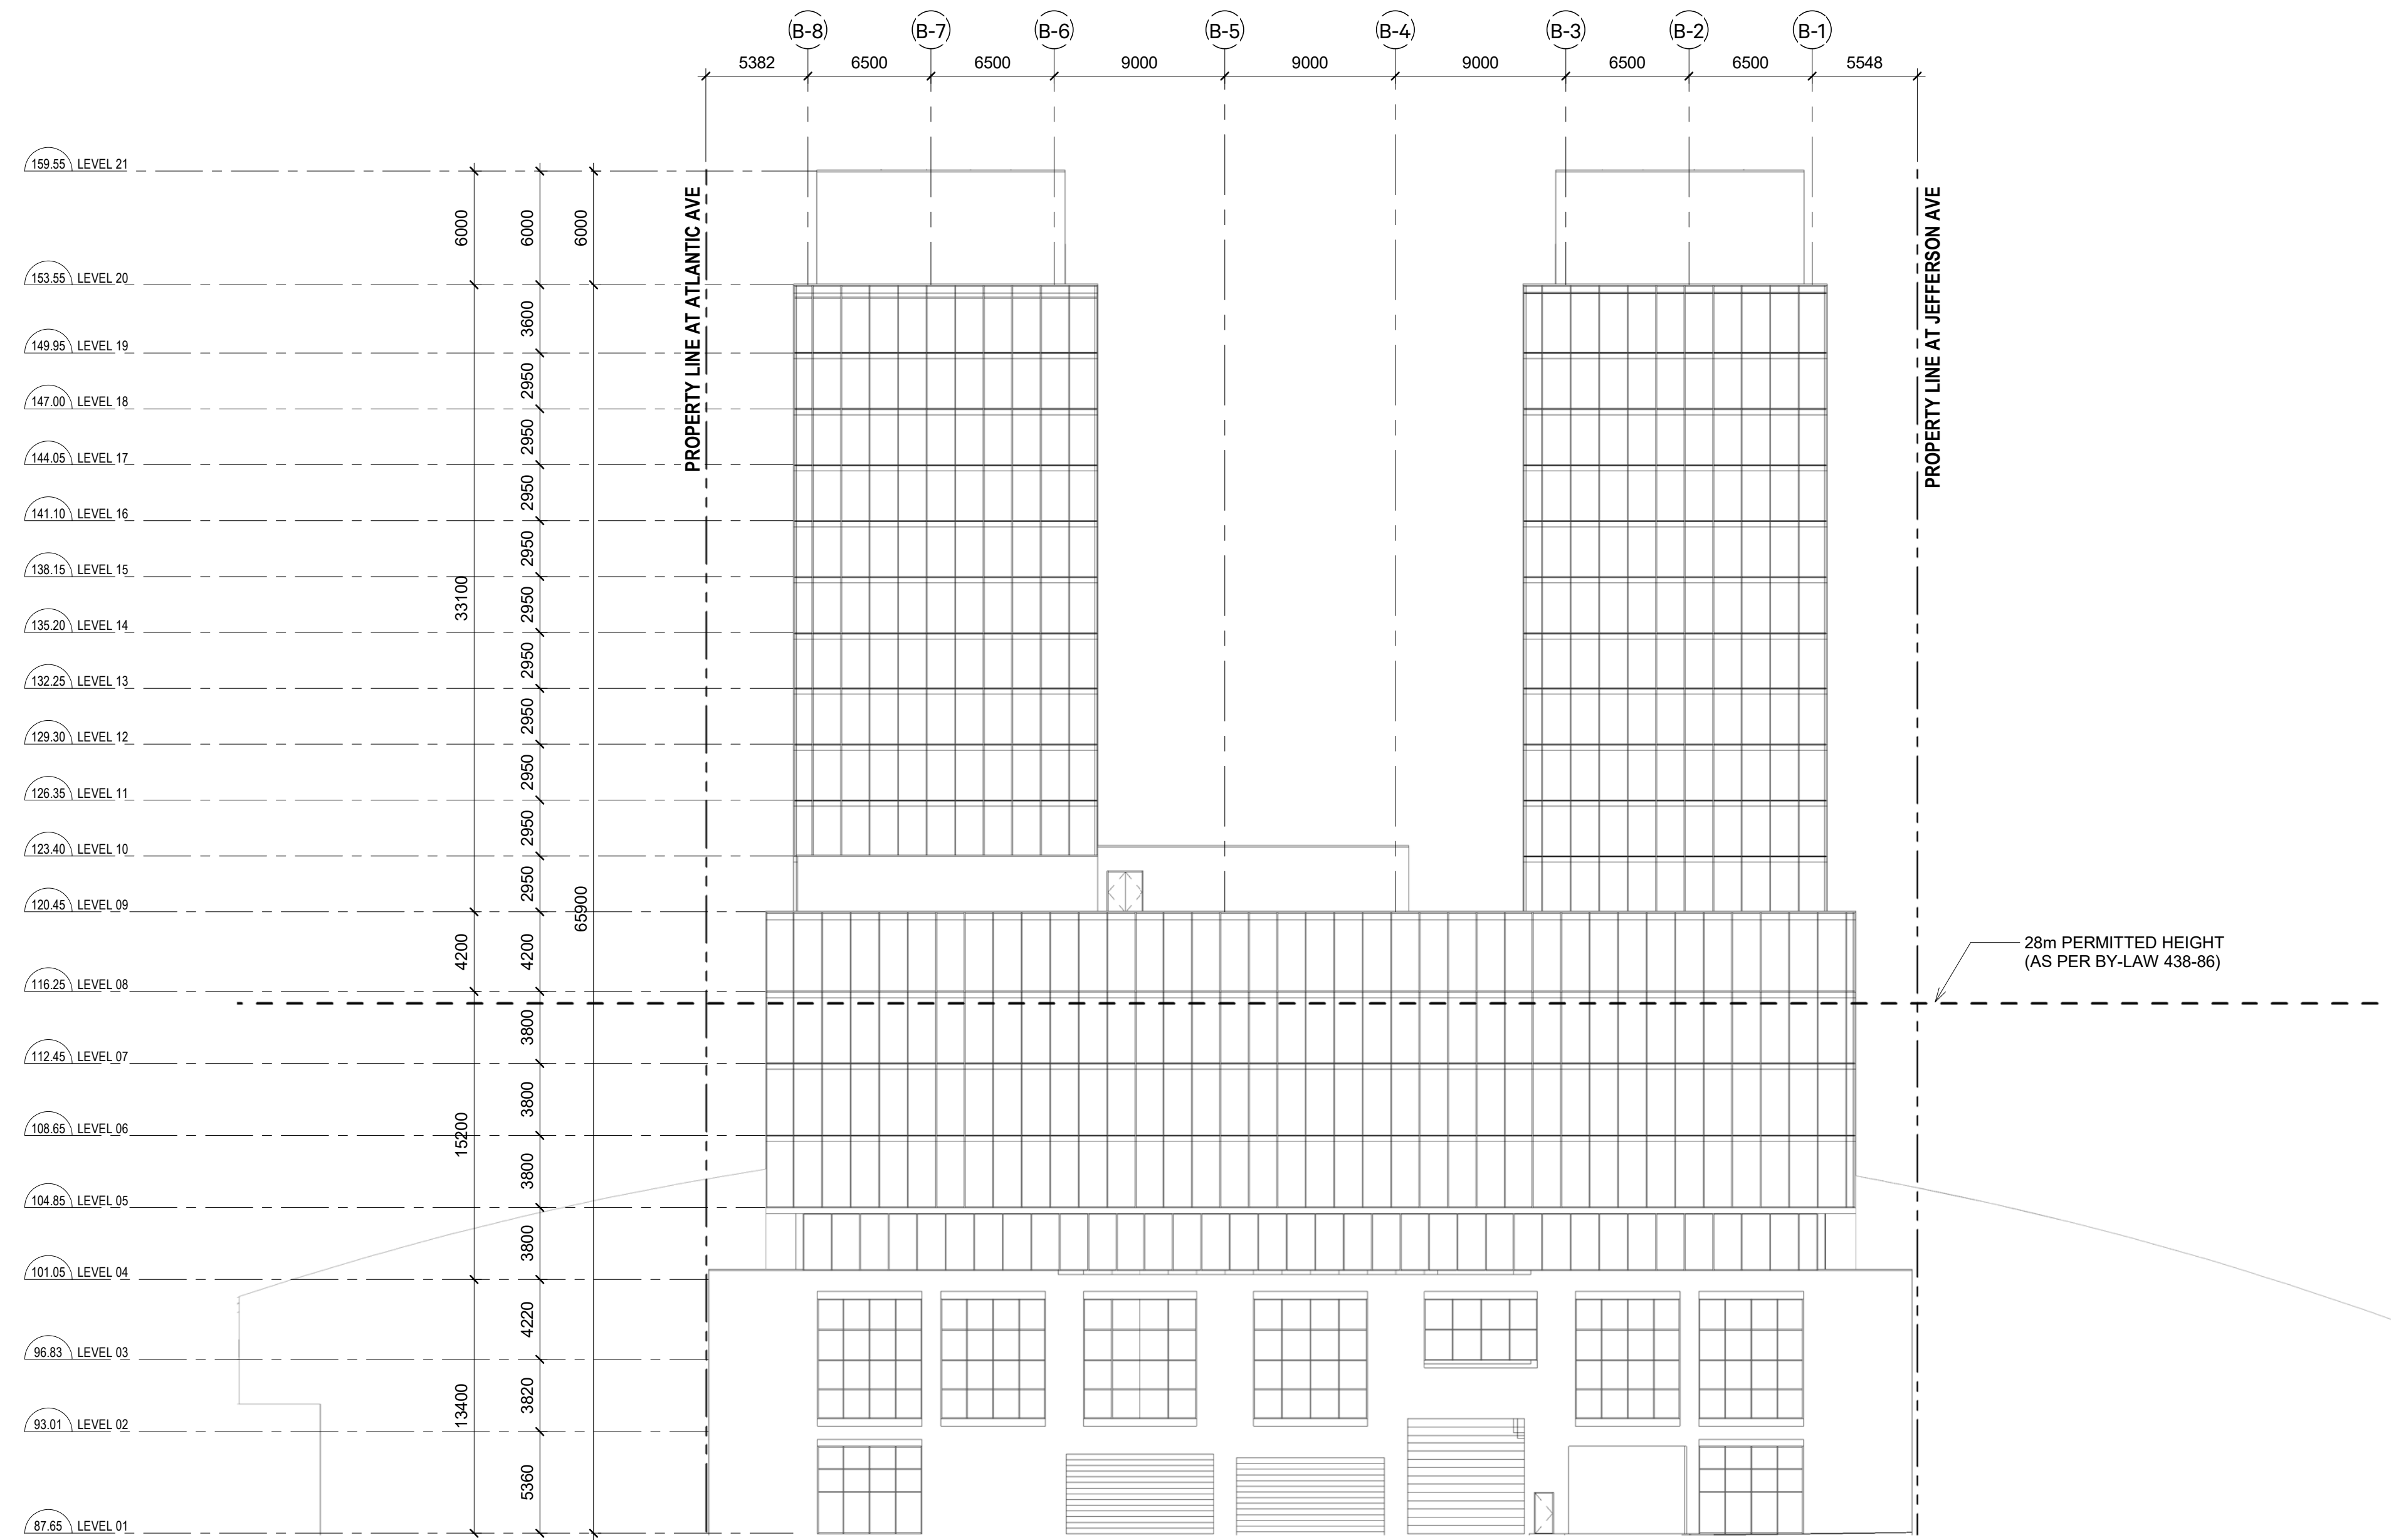 B-8 B-7 B-6 B-5 B-4 B-3 B-2 B-1
5382 6500 6500 9000 9000 9000 6500 6500 5548
159.55 LEVEL 21
6000 6000 6000
PROPERTY LINE AT ATLANTIC AVE
PROPERTY LINE AT JEFFERSON AVE
153.55 LEVEL 20
3600
149.95 LEVEL 19
2950
147.00 LEVEL 18
2950
144.05 LEVEL 17
2950
141.10 LEVEL 16
2950
138.15 LEVEL 15
33100 2950
135.20 LEVEL 14
2950
132.25 LEVEL 13
2950
129.30 LEVEL 12
2950
126.35 LEVEL 11
2950
123.40 LEVEL 10
2950 65900
120.45 LEVEL 09
4200 4200
28m PERMITTED HEIGHT
(AS PER BY-LAW 438-86)
116.25 LEVEL 08
3800
112.45 LEVEL 07
3800
108.65 LEVEL 06
15200 3800
104.85 LEVEL 05
3800
101.05 LEVEL 04
4220
96.83 LEVEL 03
13400 3820
93.01 LEVEL 02
5360
87.65 LEVEL 01